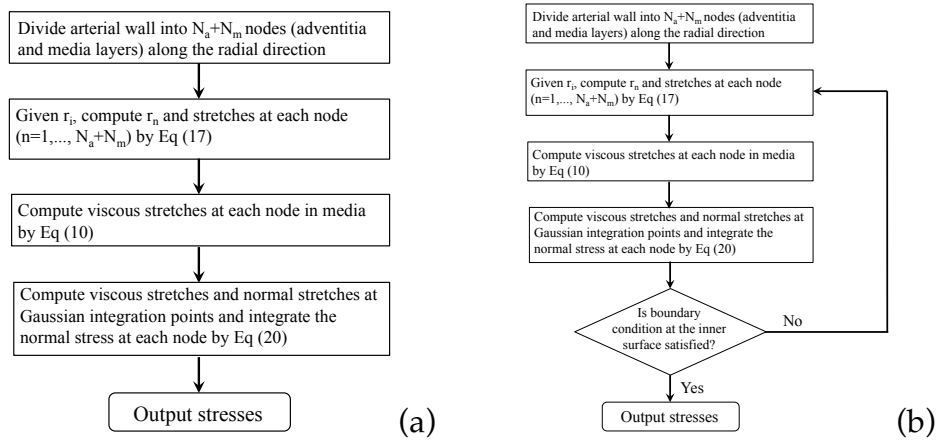 Divide arterial wall into Nₐ+Nₘ nodes (adventitia
and media layers) along the radial direction
Given rᵢ, compute rₙ and stretches at each node
(n=1,..., Nₐ+Nₘ) by Eq (17)
Compute viscous stretches at each node in media
by Eq (10)
Compute viscous stretches and normal stretches at
Gaussian integration points and integrate the
normal stress at each node by Eq (20)
Output stresses
(a)
Divide arterial wall into Nₐ+Nₘ nodes (adventitia
and media layers) along the radial direction
Given rᵢ, compute rₙ and stretches at each node
(n=1,..., Nₐ+Nₘ) by Eq (17)
Compute viscous stretches at each node in media
by Eq (10)
Compute viscous stretches and normal stretches at
Gaussian integration points and integrate the
normal stress at each node by Eq (20)
Is boundary
condition at the inner
surface satisfied?
No
Yes
Output stresses
(b)